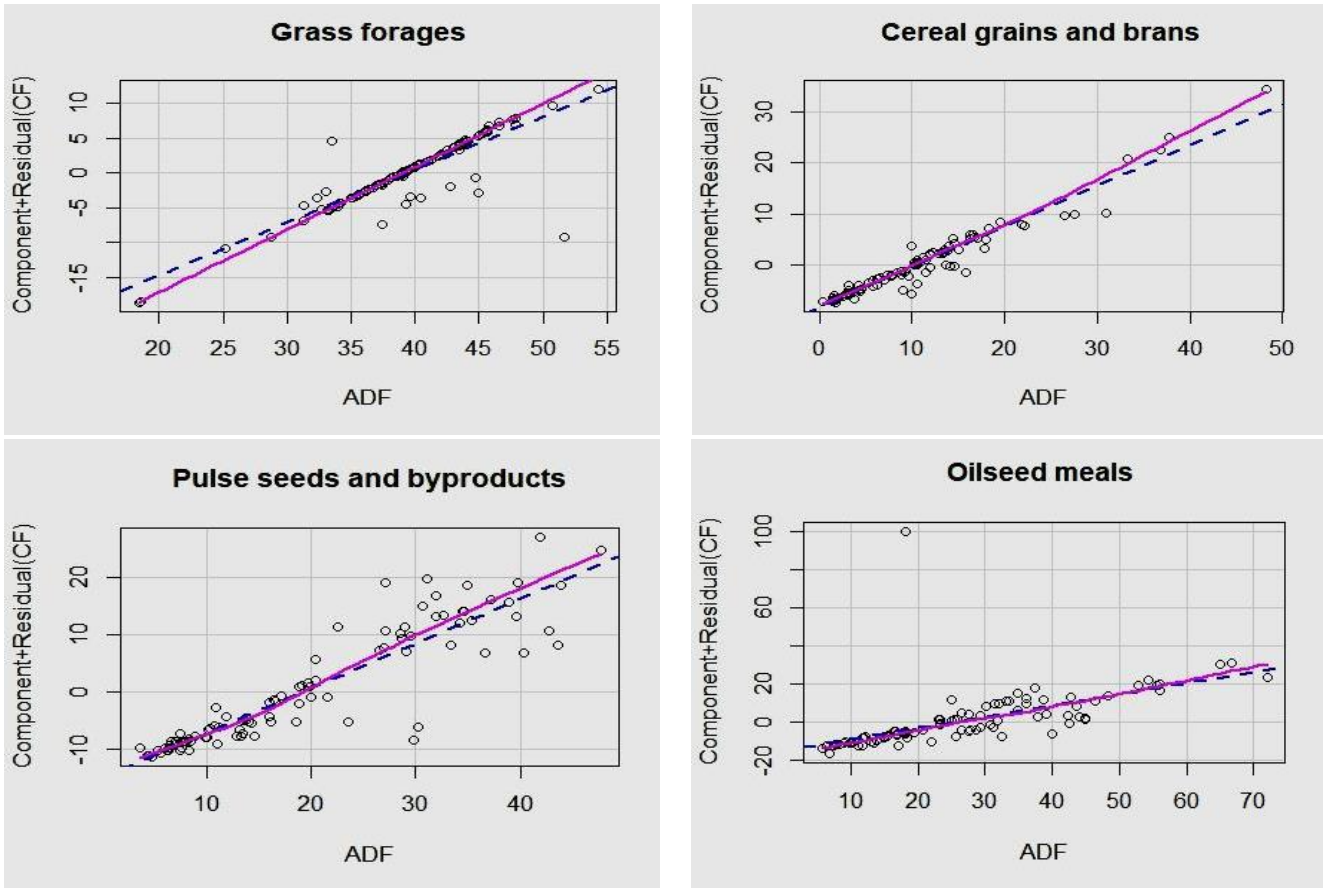 Grass forages
Component+Residual(CF)
10
5
0
-5
-15
20 25 30 35 40 45 50 55
ADF
Cereal grains and brans
Component+Residual(CF)
30
20
10
0
0 10 20 30 40 50
ADF
Pulse seeds and byproducts
Component+Residual(CF)
20
10
0
-10
10 20 30 40
ADF
Oilseed meals
Component+Residual(CF)
100
60
20
0
-20
10 20 30 40 50 60 70
ADF